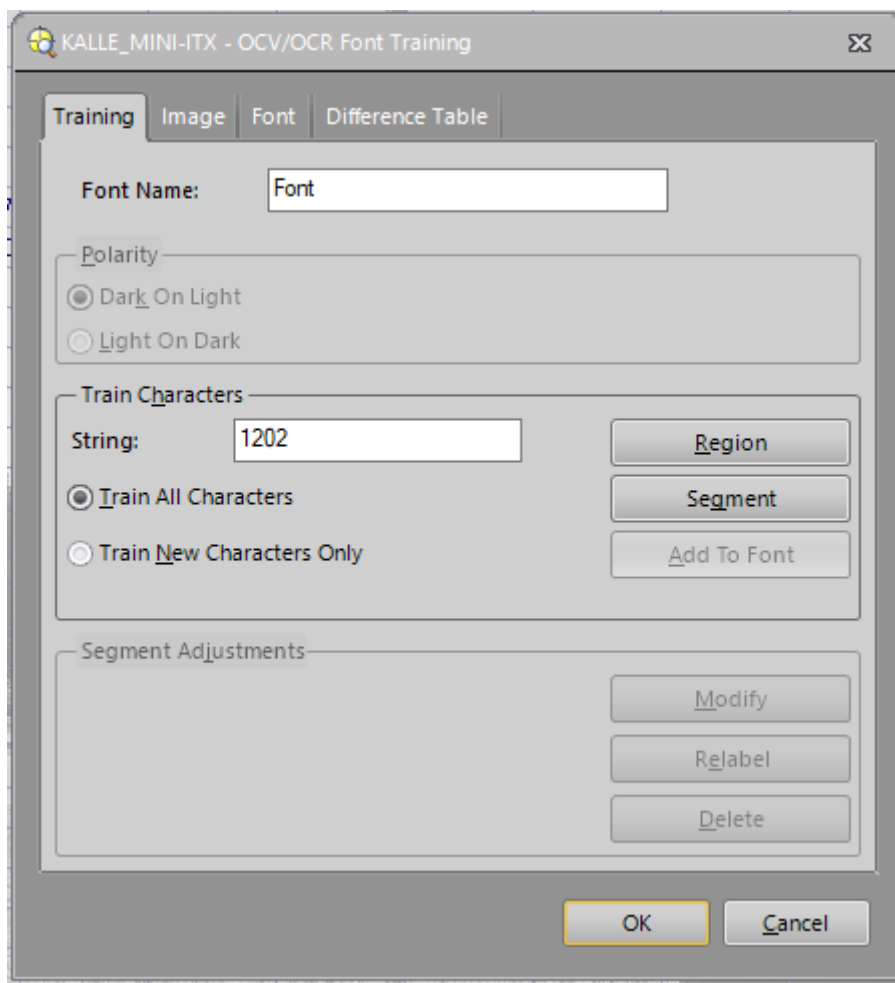 KALLE_MINI-ITX - OCV/OCR Font Training
Training Image Font Difference Table
Font Name: Font
Polarity
Dark On Light
Light On Dark
Train Characters
String: 1202 Region
Train All Characters Segment
Train New Characters Only Add To Font
Segment Adjustments
Modify
Relabel
Delete
OK Cancel